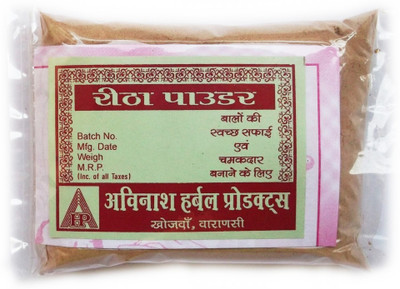 रीठा पाउडर
Batch No.
Mfg. Date
Weigh
M.R.P.
(Inc. of all Taxes)
बालों की
स्वच्छ सफाई
एवं
चमकदार
बनाने के लिए
AHP
अविनाश हर्बल प्रोडक्ट्स
खोजवाँ, वाराणसी